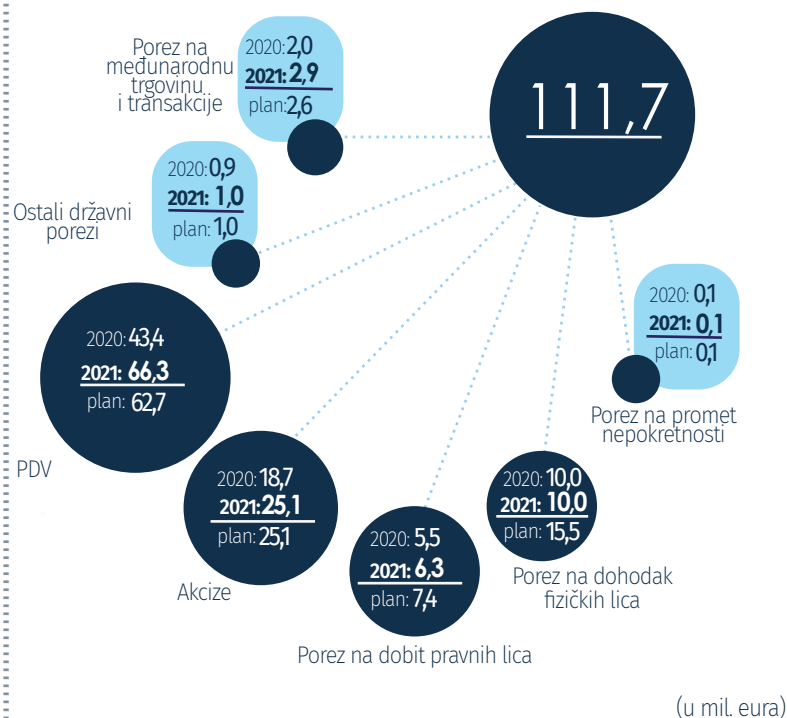 Porez na
međunarodnu
trgovinu
i transakcije
2020: 2,0
2021: 2,9
plan: 2,6
111,7
Ostali državni
porezi
2020: 0,9
2021: 1,0
plan: 1,0
PDV
2020: 43,4
2021: 66,3
plan: 62,7
Akcize
2020: 18,7
2021: 25,1
plan: 25,1
2020: 5,5
2021: 6,3
plan: 7,4
Porez na dobit pravnih lica
2020: 10,0
2021: 10,0
plan: 15,5
Porez na dohodak
fizičkih lica
2020: 0,1
2021: 0,1
plan: 0,1
Porez na promet
nepokretnosti
(u mil. eura)